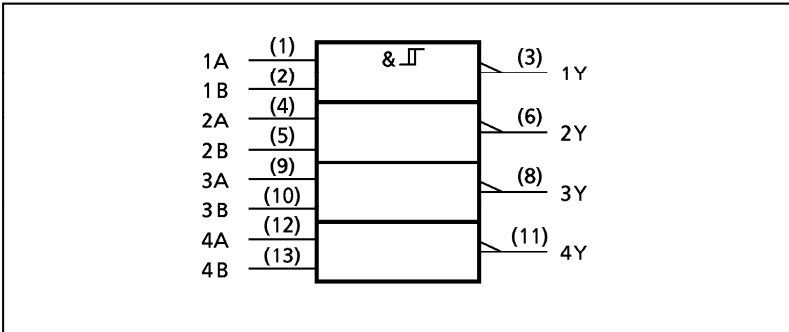 1A (1) & (3) 1Y
1B (2)
2A (4) (6) 2Y
2B (5)
3A (9) (8) 3Y
3B (10)
4A (12) (11) 4Y
4B (13)